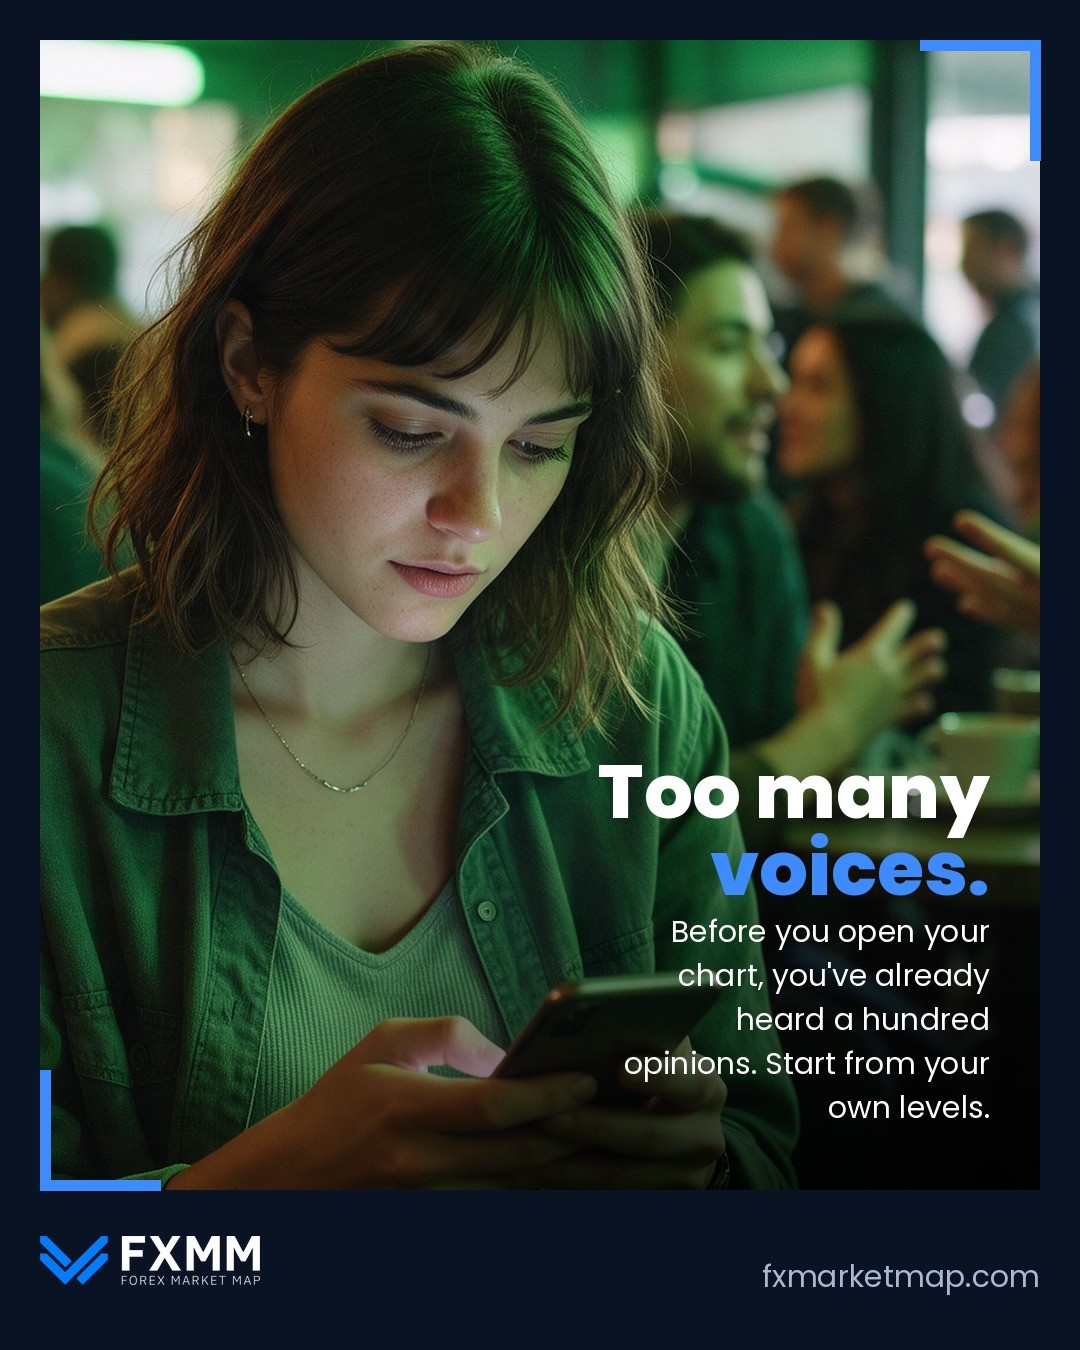 Too many
voices.
Before you open your
chart, you've already
heard a hundred
opinions. Start from your
own levels.
FXMM
FOREX MARKET MAP
fxmarketmap.com